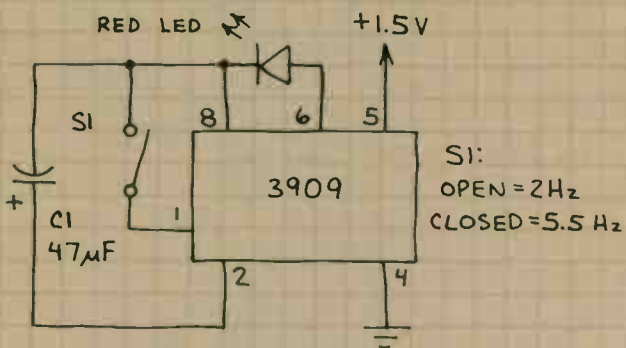 RED LED
+1.5V
8
6
5
S1
3909
S1:
OPEN = 2Hz
CLOSED = 5.5 Hz
+
1
C1
47µF
2
4